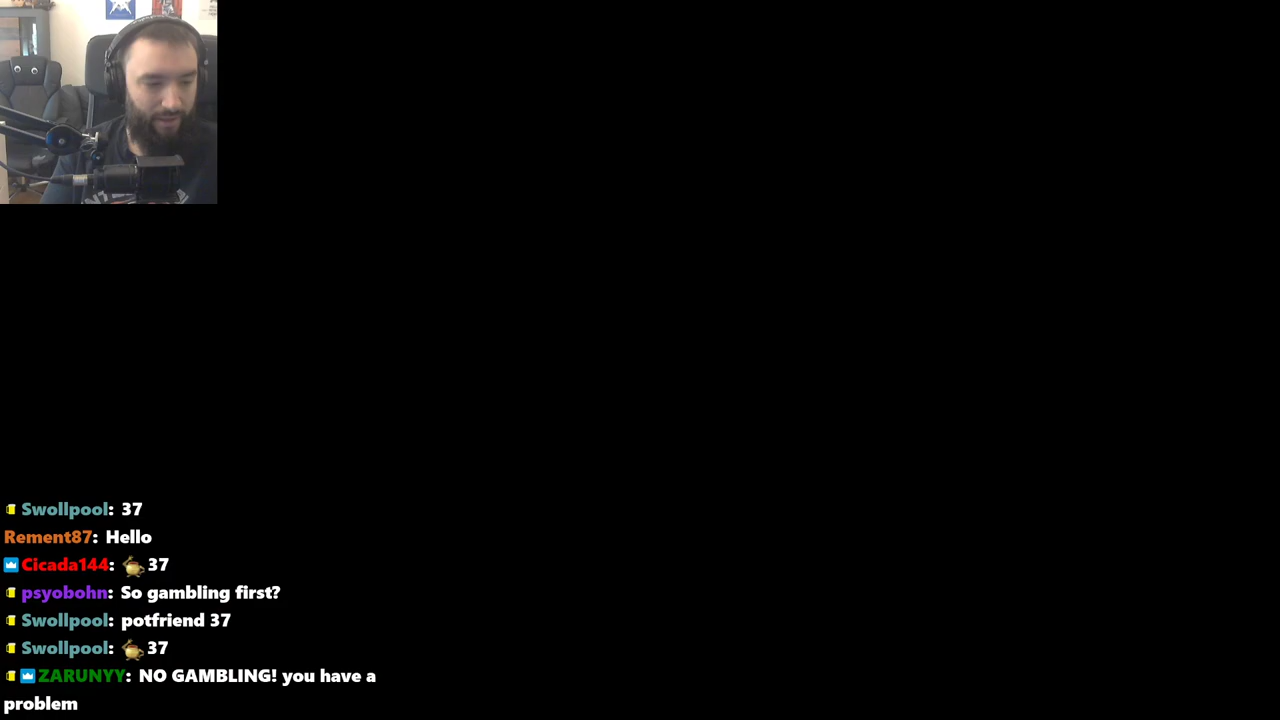 Swollpool: 37
Rement87: Hello
Cicada144: 37
psyobohn: So gambling first?
Swollpool: potfriend 37
Swollpool: 37
ZARUNYY: NO GAMBLING! you have a
problem